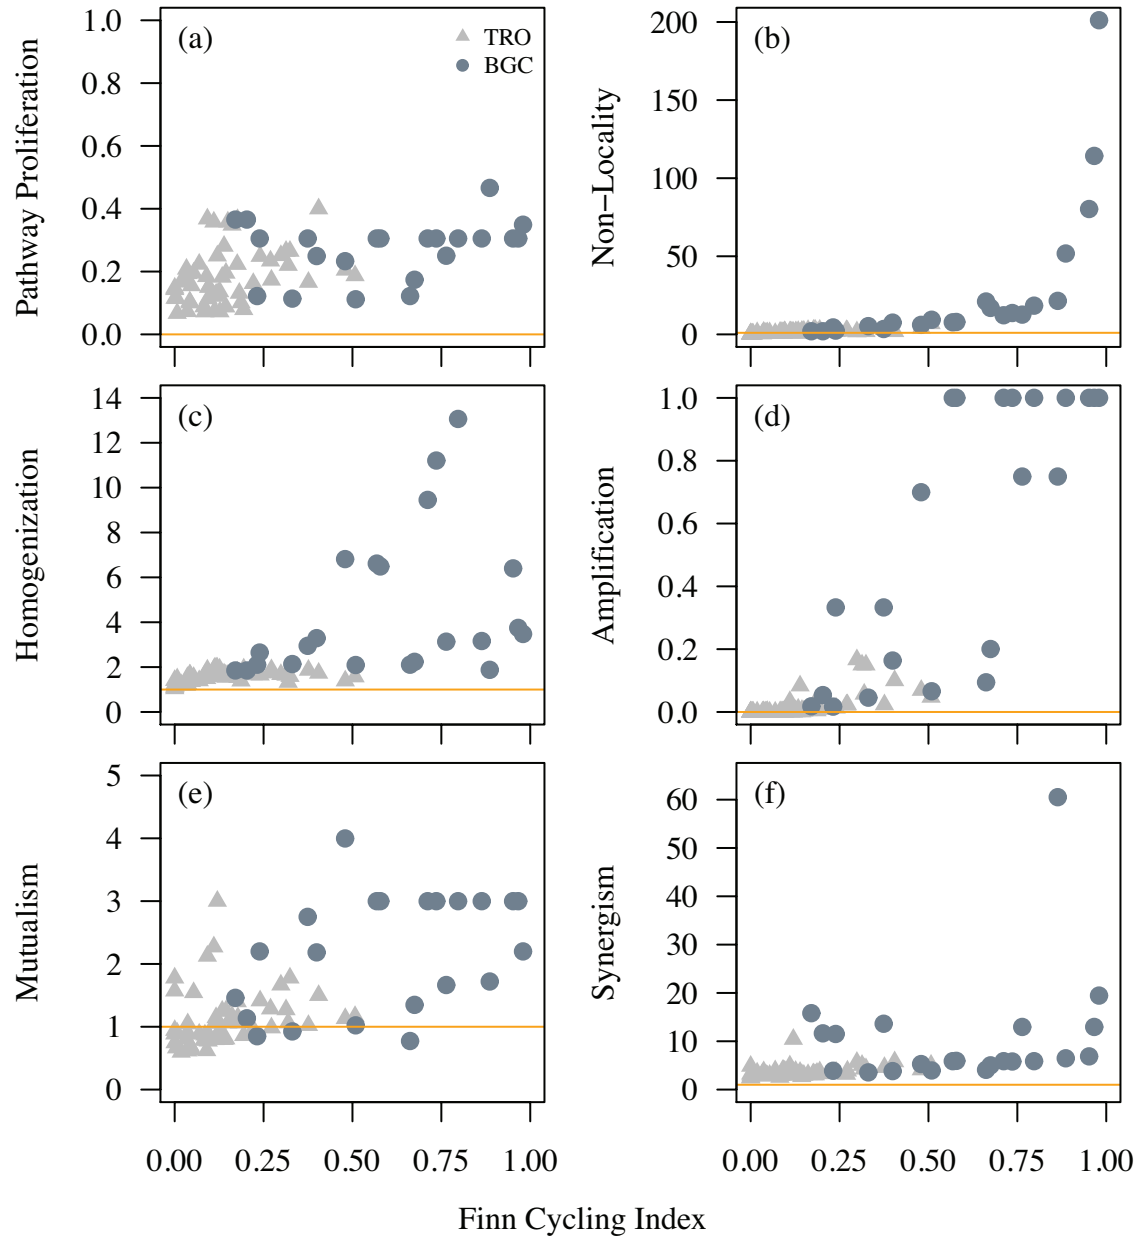 (a)
TRO
BGC
Pathway Proliferation
1.0
0.8
0.6
0.4
0.2
0.0
(b)
Non−Locality
200
150
100
50
0
(c)
Homogenization
14
12
10
8
6
4
2
0
(d)
Amplification
1.0
0.8
0.6
0.4
0.2
0.0
(e)
Mutualism
5
4
3
2
1
0
0.00 0.25 0.50 0.75 1.00
(f)
Synergism
60
50
40
30
20
10
0
0.00 0.25 0.50 0.75 1.00
Finn Cycling Index